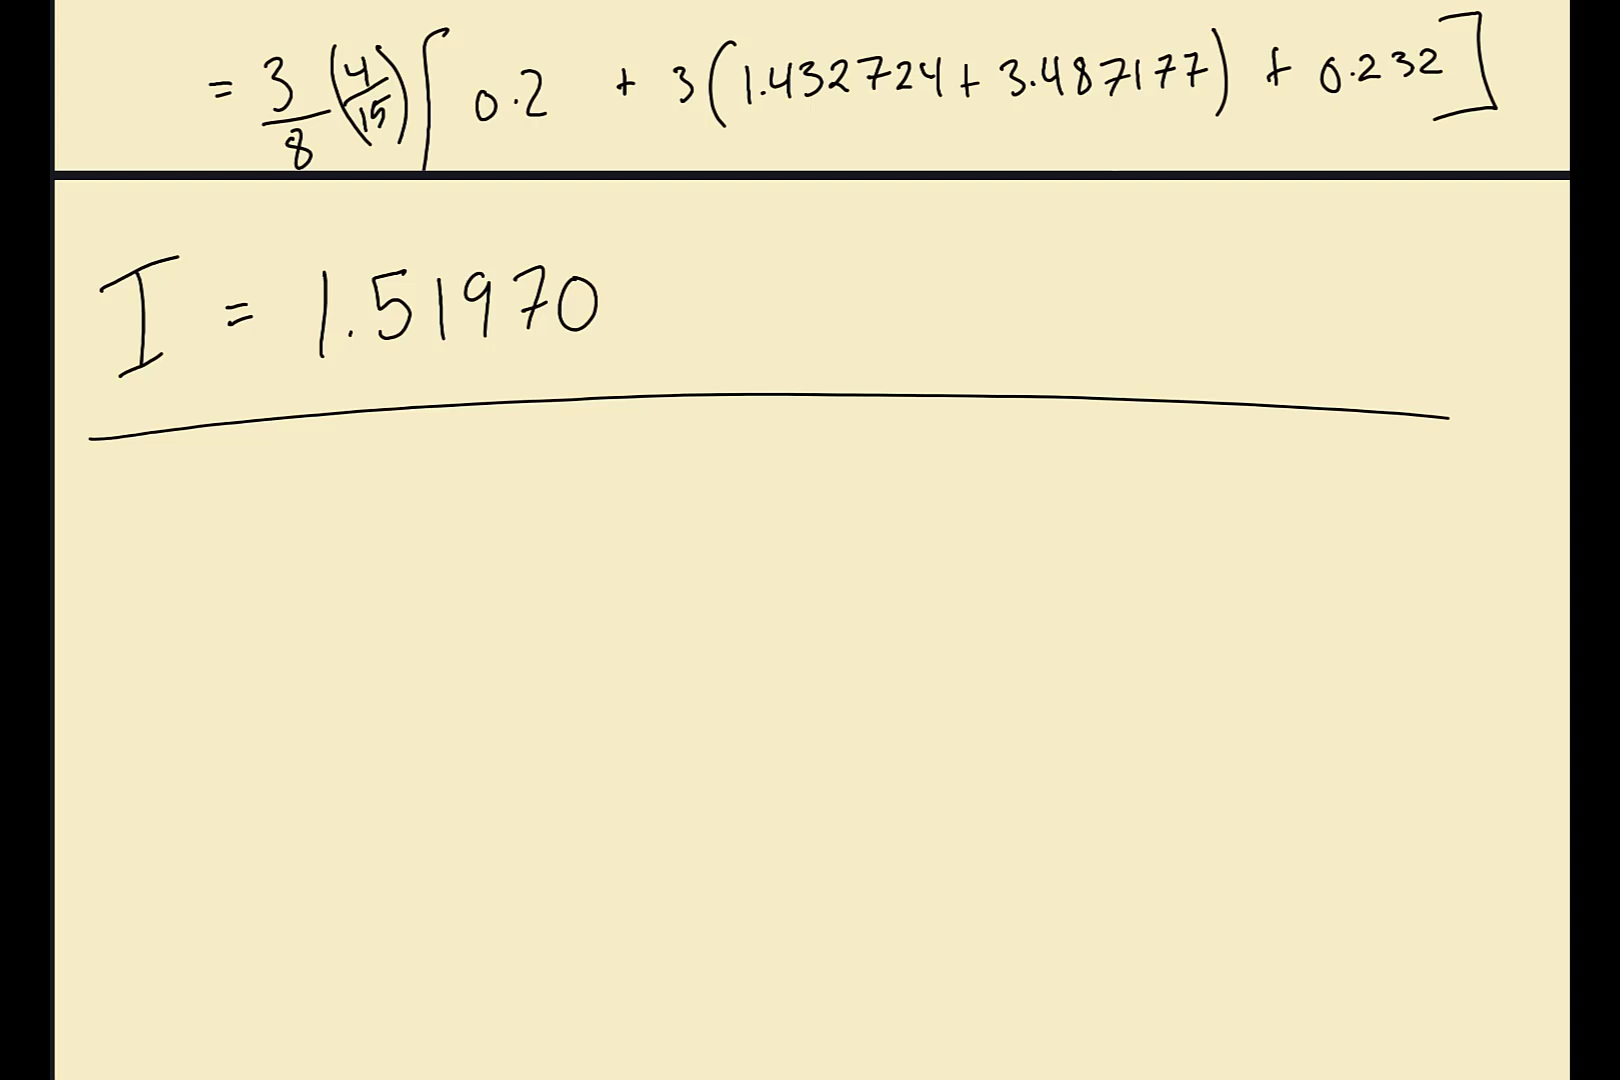 = 3/8 (4/15) [ 0.2 + 3(1.432724 + 3.487177) + 0.232 ]
I = 1.51970